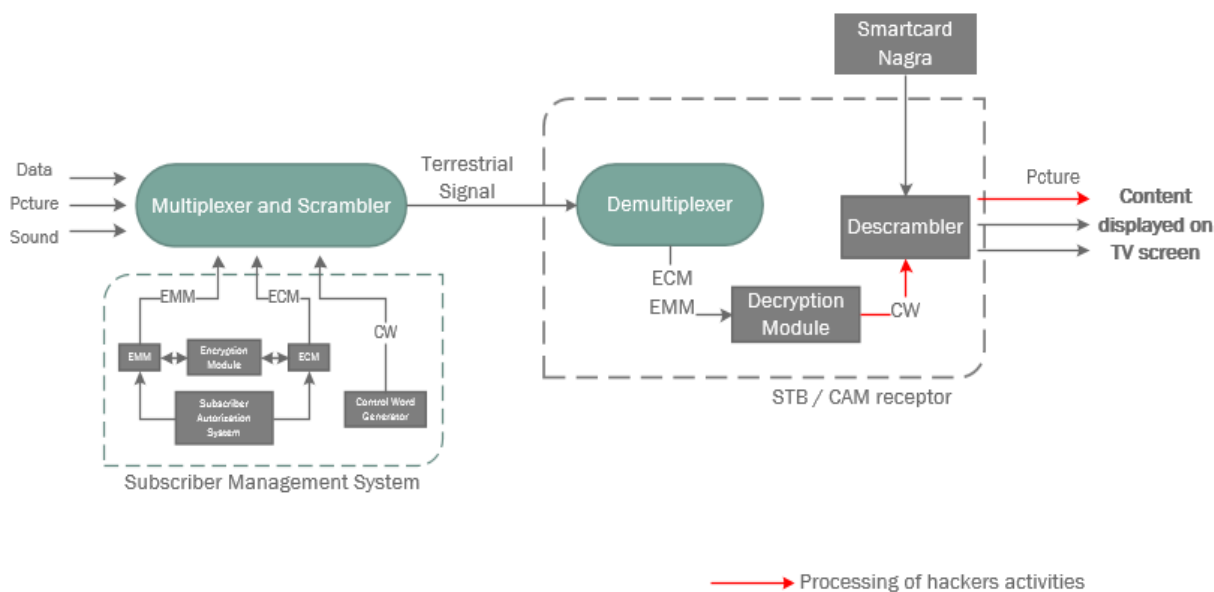 Smartcard
Nagra
Data
Pcture
Sound
Multiplexer and Scrambler
Terrestrial
Signal
Demultiplexer
Descrambler
Pcture
Content
displayed on
TV screen
ECM
EMM
Decryption
Module
CW
STB / CAM receptor
EMM
ECM
CW
EMM
Encryption
Module
ECM
Subscriber
Autorization
System
Control Word
Generator
Subscriber Management System
Processing of hackers activities